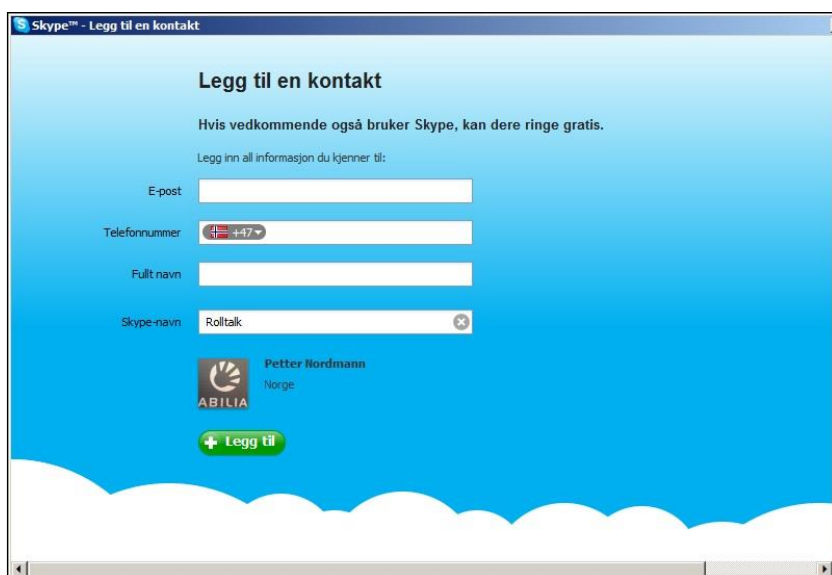 Skype™ - Legg til en kontakt
Legg til en kontakt
Hvis vedkommende også bruker Skype, kan dere ringe gratis.
Legg inn all informasjon du kjenner til:
E-post
Telefonnummer +47
Fullt navn
Skype-navn Rolltalk
Petter Nordmann
Norge
ABILIA
Legg til